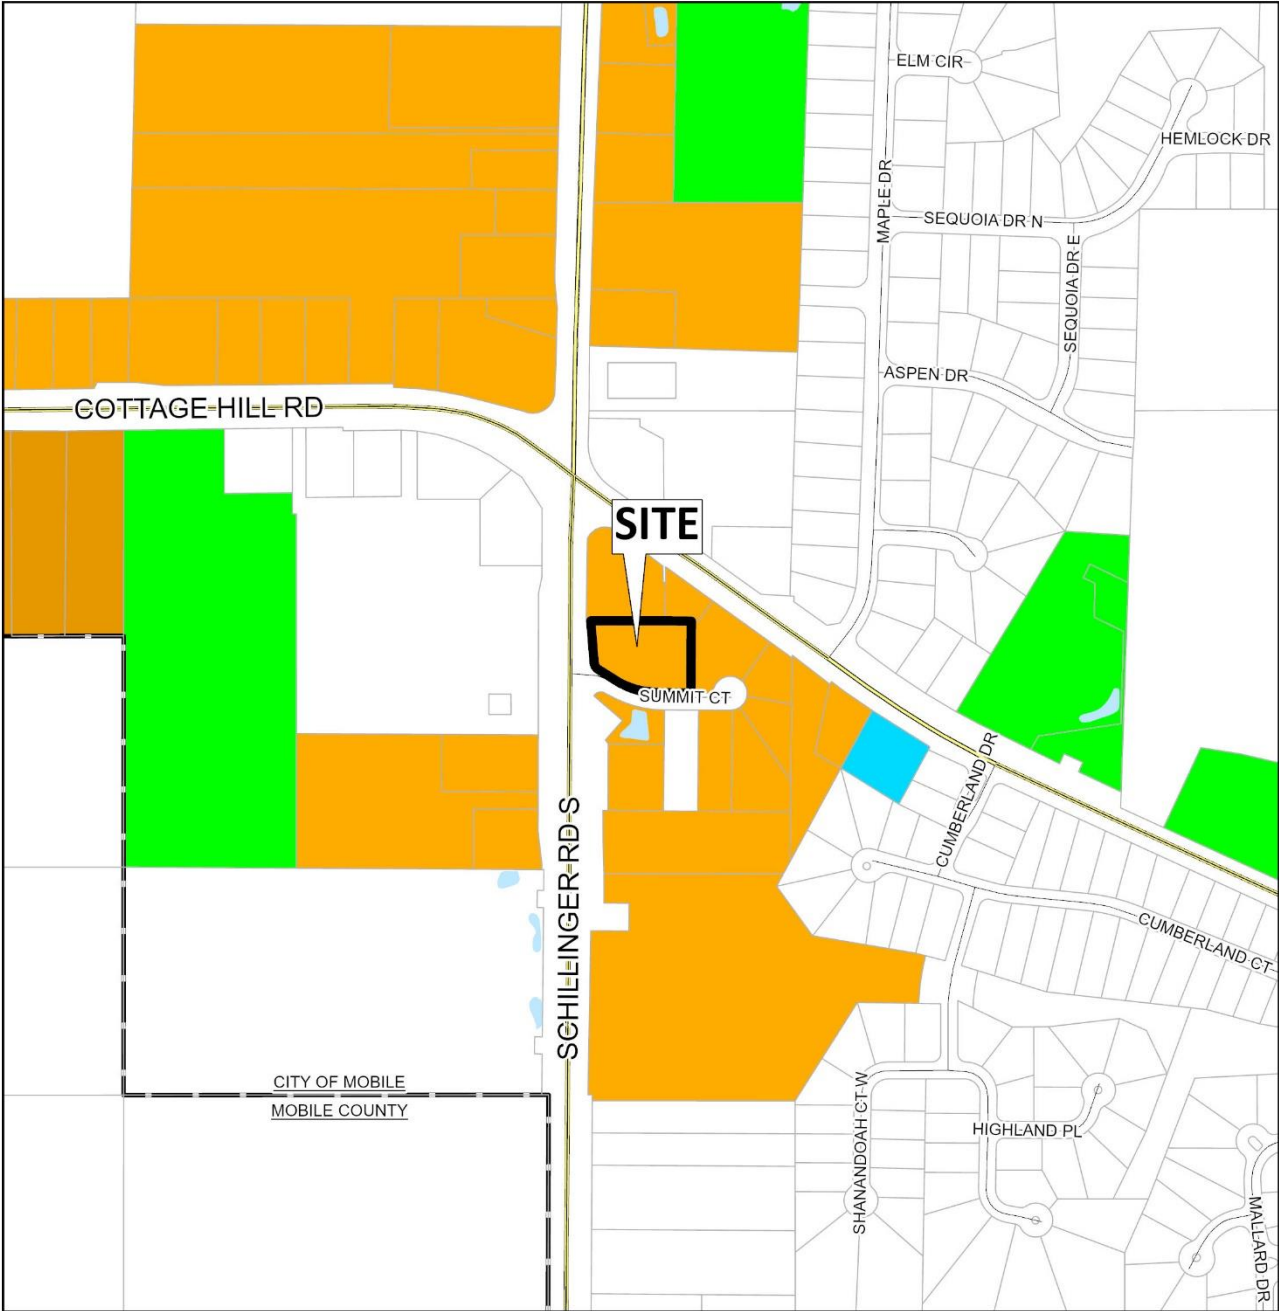 ELM CIR
HEMLOCK DR
MAPLE DR
SEQUOIA DR N
SEQUOIA DR E
ASPEN DR
COTTAGE HILL RD
SITE
SUMMIT CT
CUMBERLAND DR
SCHILLINGER RD S
CUMBERLAND CT
CITY OF MOBILE
MOBILE COUNTY
SHANANDOAH CT W
HIGHLAND PL
MALLARD DR